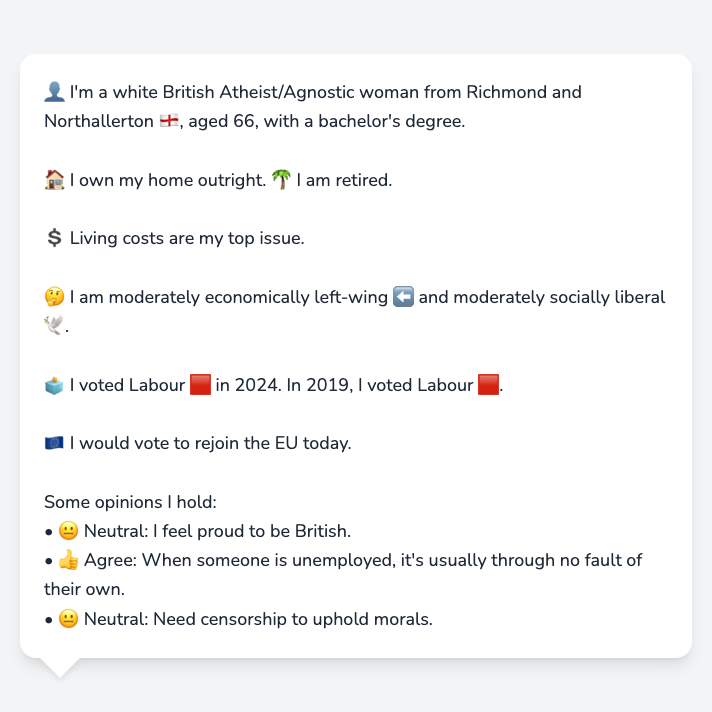 👤 I'm a white British Atheist/Agnostic woman from Richmond and
Northallerton 🏴󠁧󠁢󠁥󠁮󠁧󠁿, aged 66, with a bachelor's degree.
🏠 I own my home outright. 🌴 I am retired.
💲 Living costs are my top issue.
🤔 I am moderately economically left-wing ⬅️ and moderately socially liberal
🕊️.
🗳️ I voted Labour 🟥 in 2024. In 2019, I voted Labour 🟥.
🇪🇺 I would vote to rejoin the EU today.
Some opinions I hold:
• 😐 Neutral: I feel proud to be British.
• 👍 Agree: When someone is unemployed, it's usually through no fault of
their own.
• 😐 Neutral: Need censorship to uphold morals.